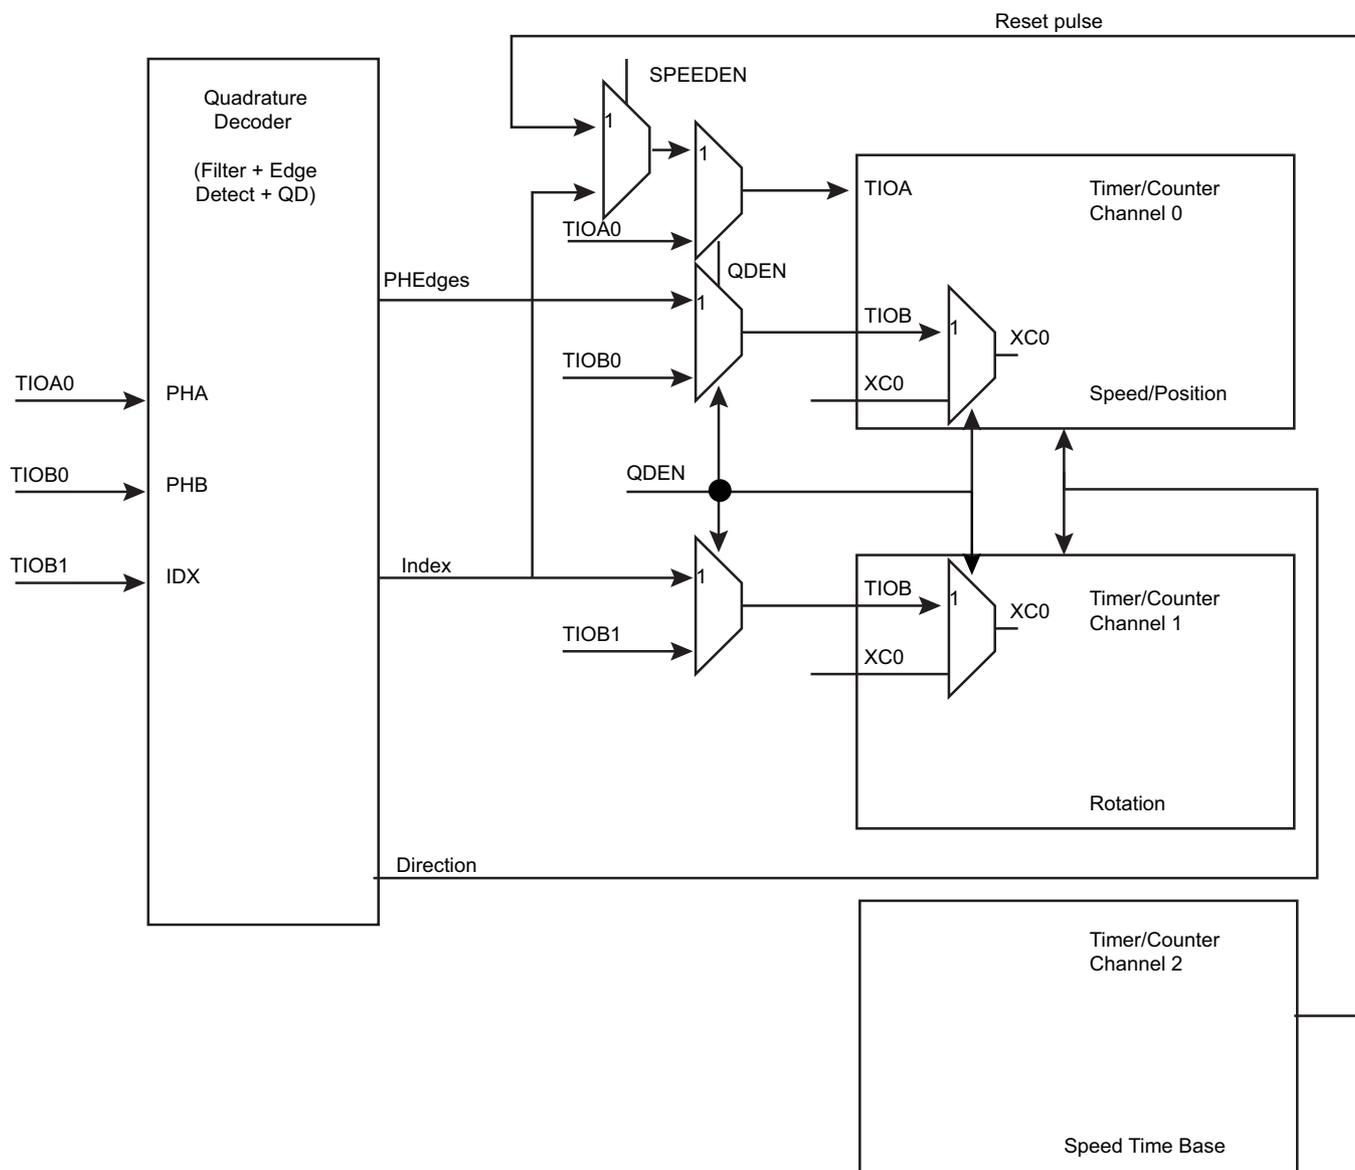 Reset pulse
SPEEDEN
Quadrature
Decoder
(Filter + Edge
Detect + QD)
1
1
TIOA
Timer/Counter
Channel 0
TIOA0
QDEN
PHEdges
1
TIOB
1
XC0
TIOB0
XC0
Speed/Position
TIOA0
PHA
QDEN
TIOB0
PHB
TIOB1
IDX
Index
1
TIOB
1
XC0
Timer/Counter
Channel 1
TIOB1
XC0
Rotation
Direction
Timer/Counter
Channel 2
Speed Time Base